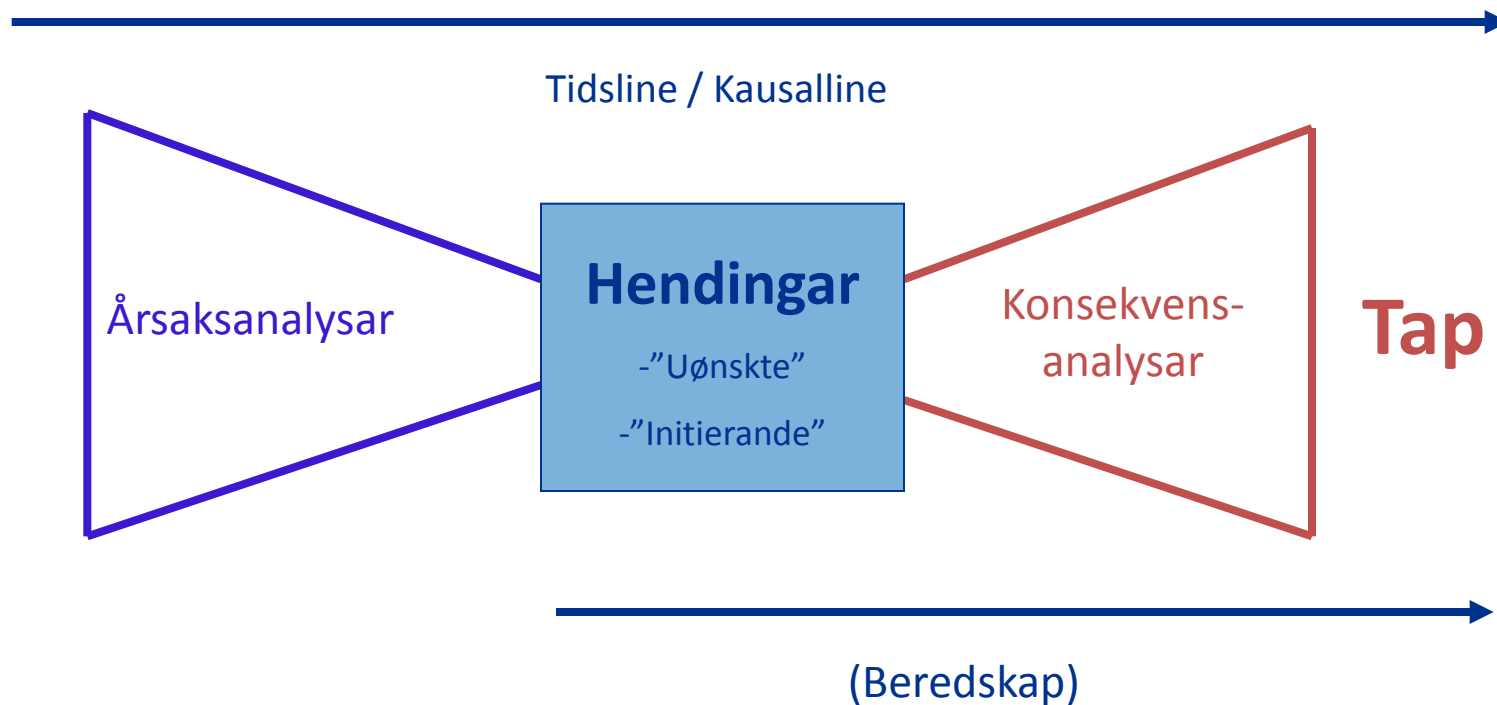 Tidsline / Kausalline
Årsaksanalysar
Hendingar
-”Uønskte”
-”Initierande”
Konsekvens-
analysar
Tap
(Beredskap)